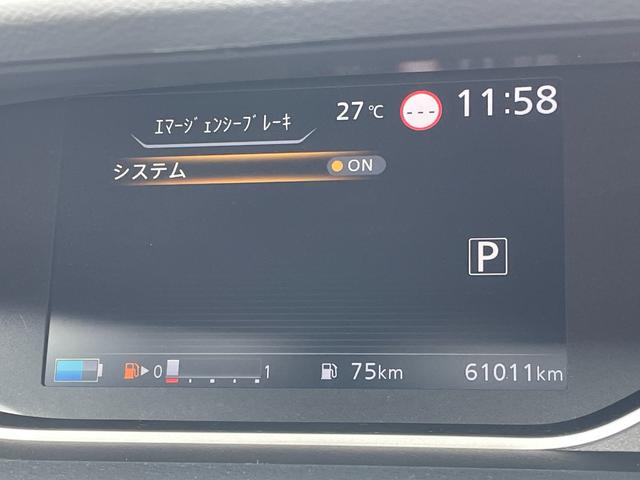 ｴﾏｰｼﾞｪﾝｼｰﾌﾞﾚｰｷ 27℃ --- 11:58
システム ON
P
0 1 75km 61011km